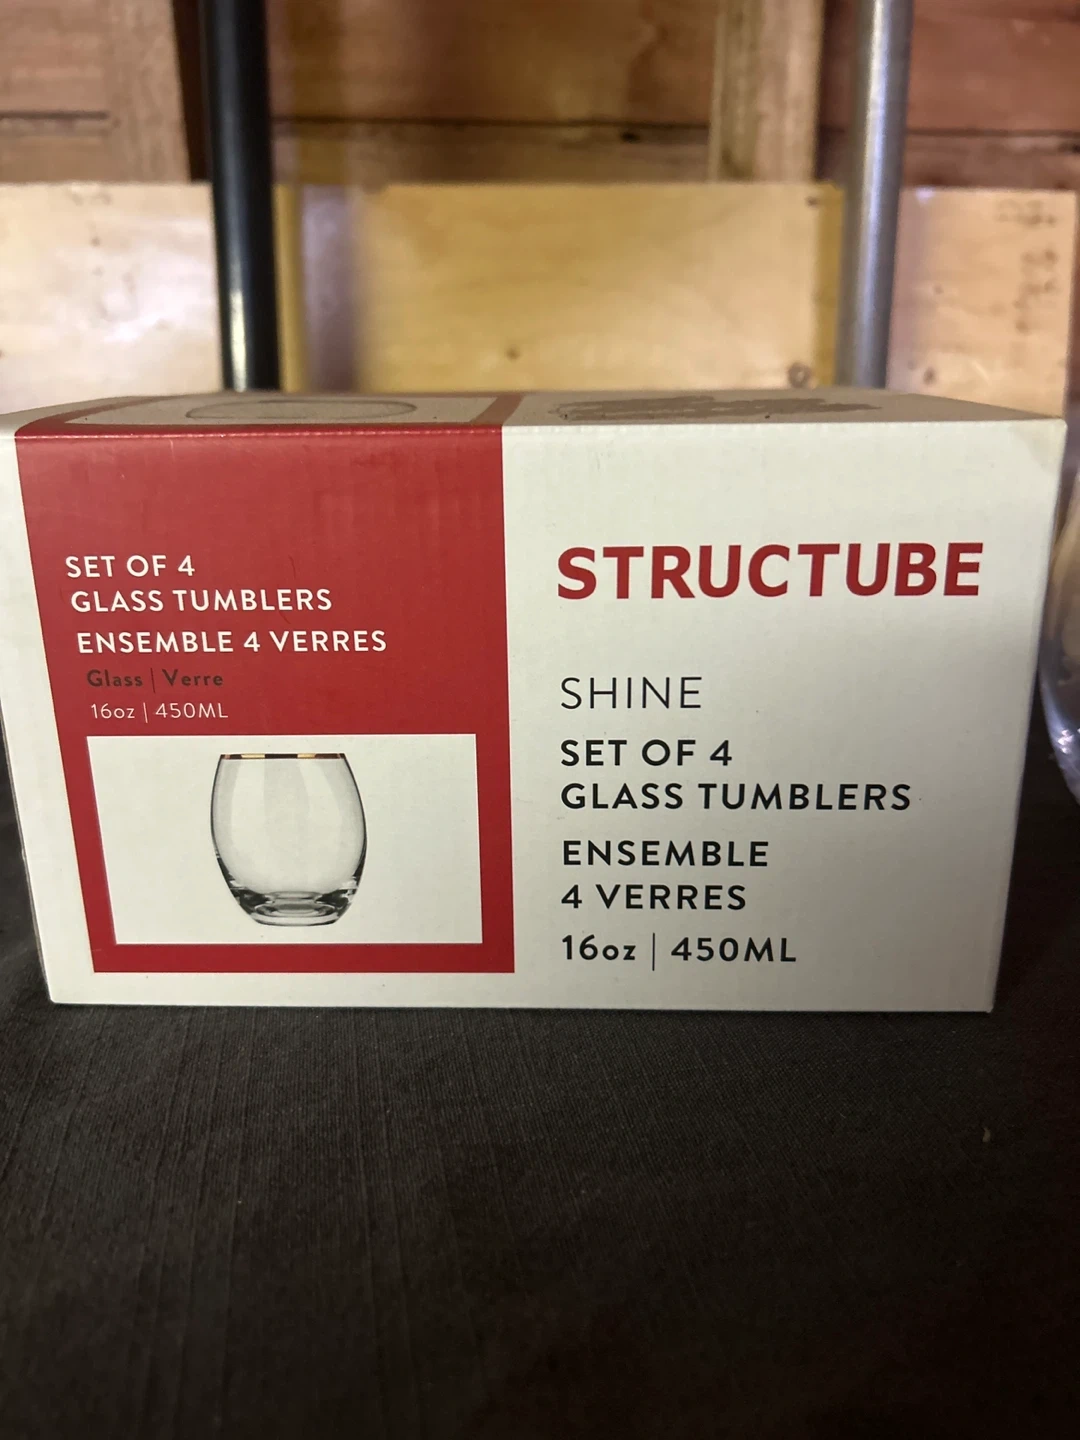 SET OF 4
GLASS TUMBLERS
ENSEMBLE 4 VERRES
Glass | Verre
16oz | 450ML
STRUCTUBE
SHINE
SET OF 4
GLASS TUMBLERS
ENSEMBLE
4 VERRES
16oz | 450ML